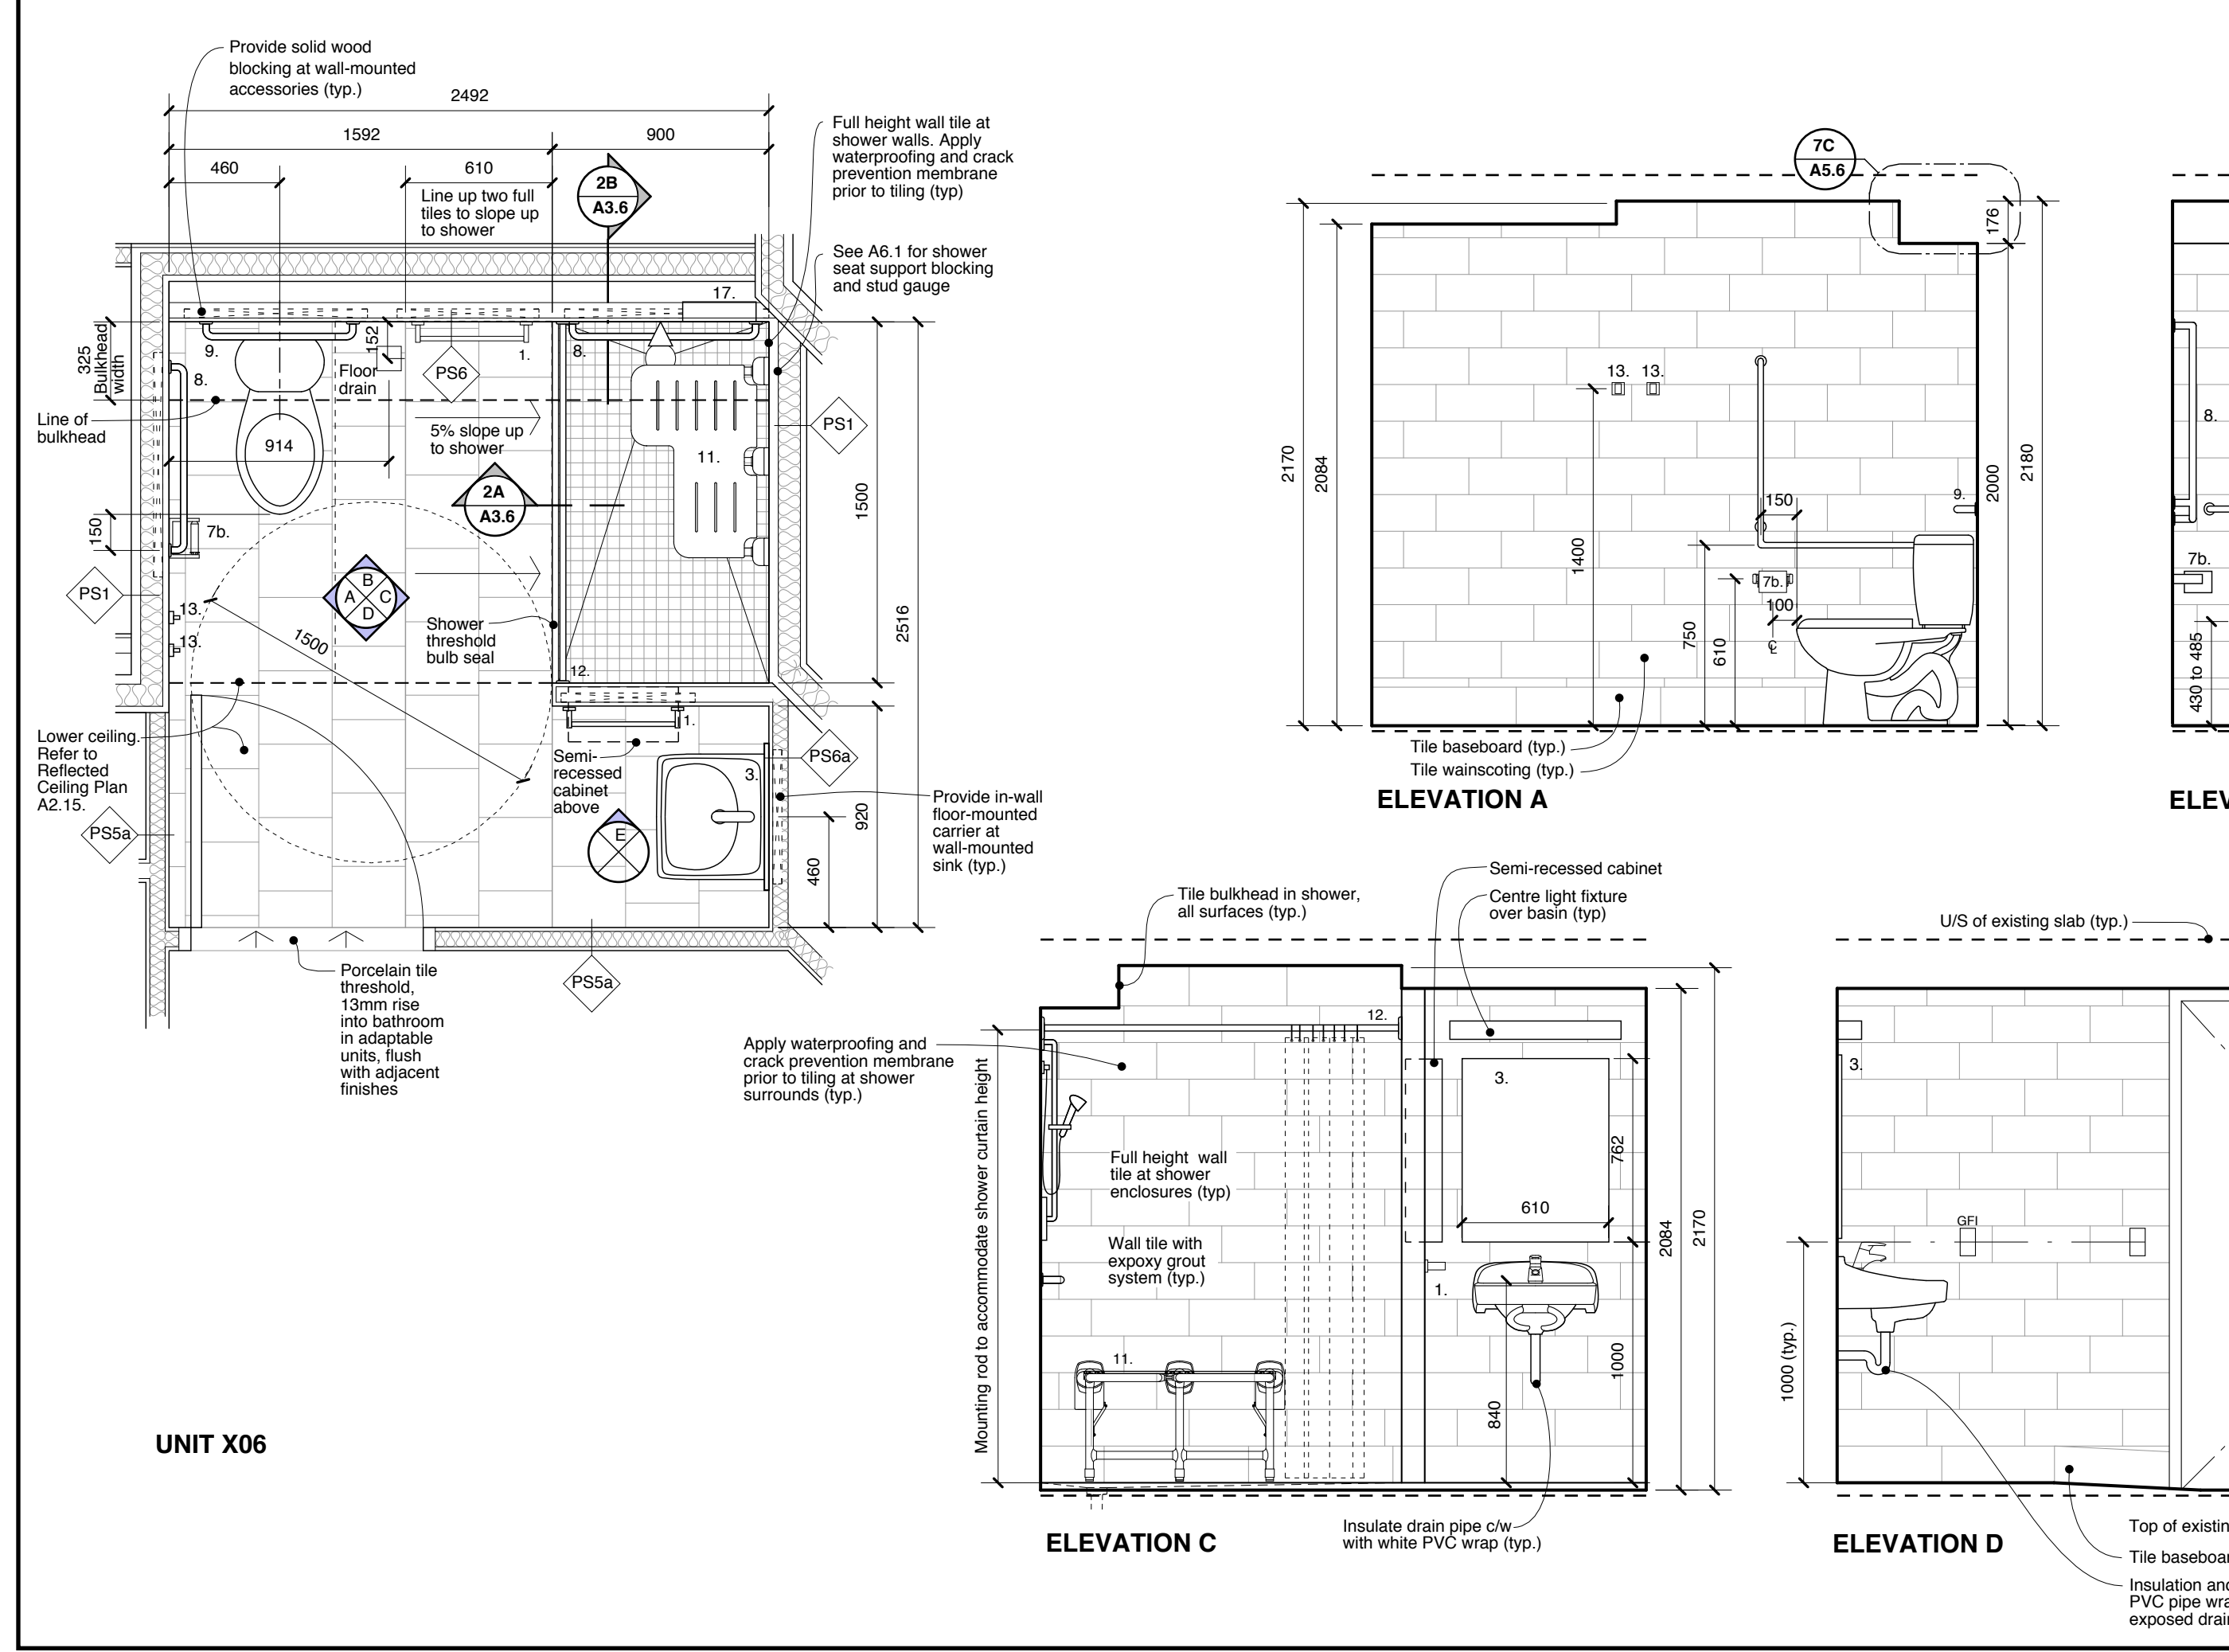 Provide solid wood
blocking at wall-mounted
accessories (typ.)
2492
1592
900
460
610
Line up two full
tiles to slope up
to shower
2B
A3.6
Full height wall tile at
shower walls. Apply
waterproofing and crack
prevention membrane
prior to tiling (typ)
See A6.1 for shower
seat support blocking
and stud gauge
17.
325
Bulkhead
width
9.
8.
152
Floor
drain
1.
PS6
8.
Line of
bulkhead
914
5% slope up
to shower
11.
PS1
2A
A3.6
1500
150
7b.
PS1
13.
13.
B
A
C
D
1500
Shower
threshold
bulb seal
12.
2516
Lower ceiling.
Refer to
Reflected
Ceiling Plan
A2.15.
PS5a
1.
Semi-
recessed
cabinet
above
3.
PS6a
E
460
920
Provide in-wall
floor-mounted
carrier at
wall-mounted
sink (typ.)
PS5a
Porcelain tile
threshold,
13mm rise
into bathroom
in adaptable
units, flush
with adjacent
finishes
UNIT X06
7C
A5.6
176
13.
13.
2170
2084
1400
150
9.
2000
2180
7b.
100
750
610
℄
Tile baseboard (typ.)
Tile wainscoting (typ.)
ELEVATION A
8.
7b.
430 to 485
ELEV
Semi-recessed cabinet
Centre light fixture
over basin (typ)
Tile bulkhead in shower,
all surfaces (typ.)
12.
Apply waterproofing and
crack prevention membrane
prior to tiling at shower
surrounds (typ.)
Mounting rod to accommodate shower curtain height
3.
Full height wall
tile at shower
enclosures (typ)
762
610
Wall tile with
expoxy grout
system (typ.)
2084
2170
1.
11.
840
1000
Insulate drain pipe c/w
with white PVC wrap (typ.)
ELEVATION C
U/S of existing slab (typ.)
3.
GFI
1000 (typ.)
ELEVATION D
Top of existin
Tile baseboar
Insulation and
PVC pipe wra
exposed drain